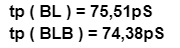 tp ( BL ) = 75,51pS
tp ( BLB ) = 74,38pS